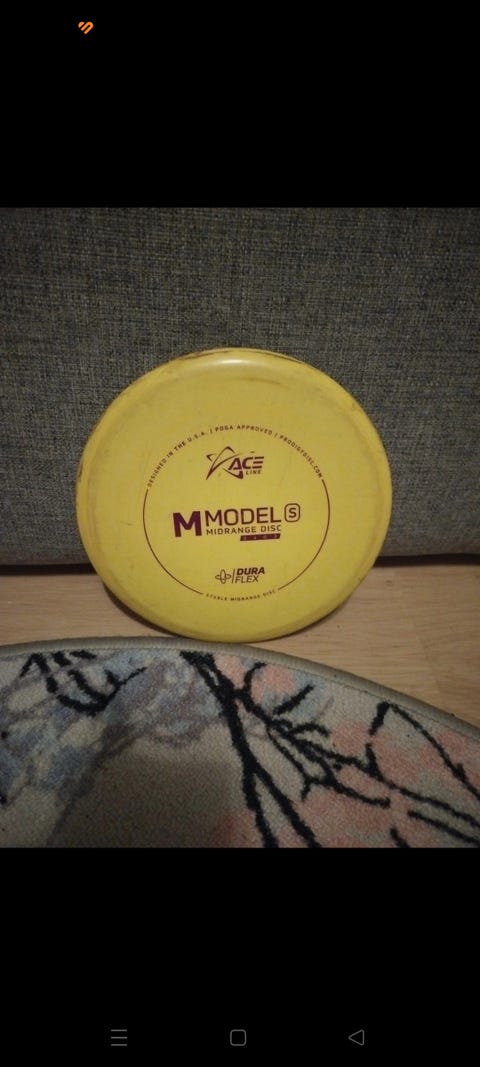 DESIGNED IN THE U.S.A. | PDGA APPROVED | PRODIGYDISC.COM
ACE
LINE
M MODEL S
MIDRANGE DISC
DURA
FLEX
STABLE MIDRANGE DISC